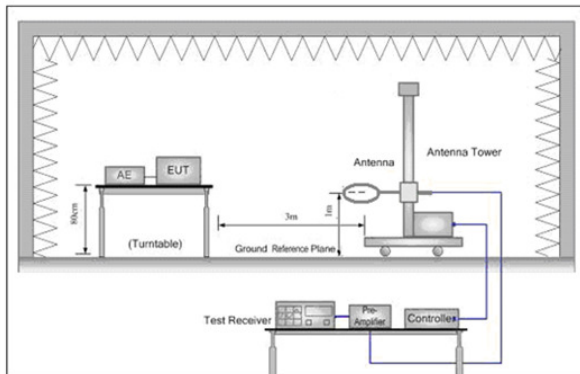 Antenna
Antenna Tower
AE
EUT
80cm
(Turntable)
3m
1m
Ground Reference Plane
Test Receiver
Pre-
Amplifier
Controller